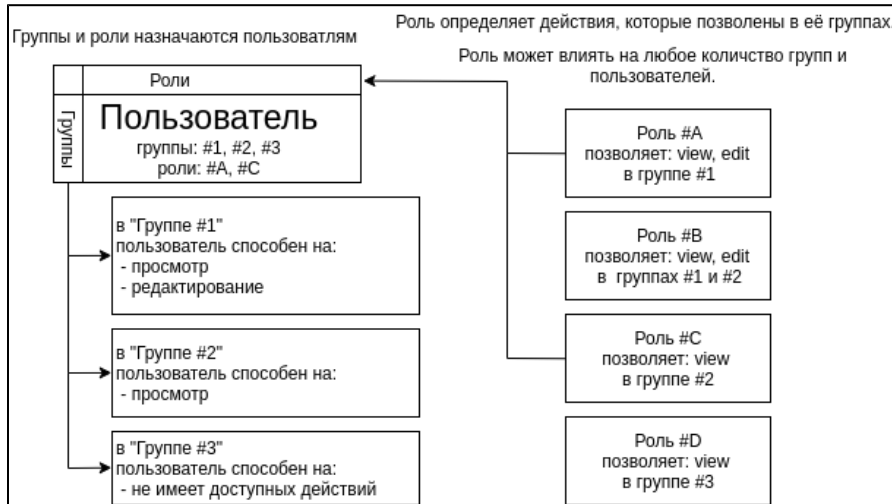 Группы и роли назначаются пользоватлям
Роль определяет действия, которые позволены в её группах.
Роль может влиять на любое количество групп и
пользователей.
Роли
Группы
Пользователь
группы: #1, #2, #3
роли: #A, #C
в "Группе #1"
пользователь способен на:
- просмотр
- редактирование
в "Группе #2"
пользователь способен на:
- просмотр
в "Группе #3"
пользователь способен на:
- не имеет доступных действий
Роль #A
позволяет: view, edit
в группе #1
Роль #B
позволяет: view, edit
в группах #1 и #2
Роль #C
позволяет: view
в группе #2
Роль #D
позволяет: view
в группе #3